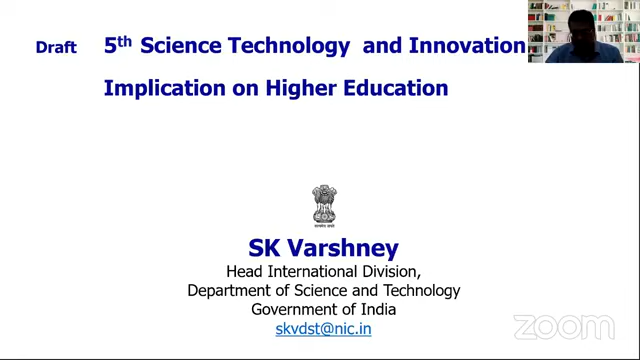 Draft 5th Science Technology and Innovation
Implication on Higher Education
SK Varshney
Head International Division,
Department of Science and Technology
Government of India
skvdst@nic.in
zoom